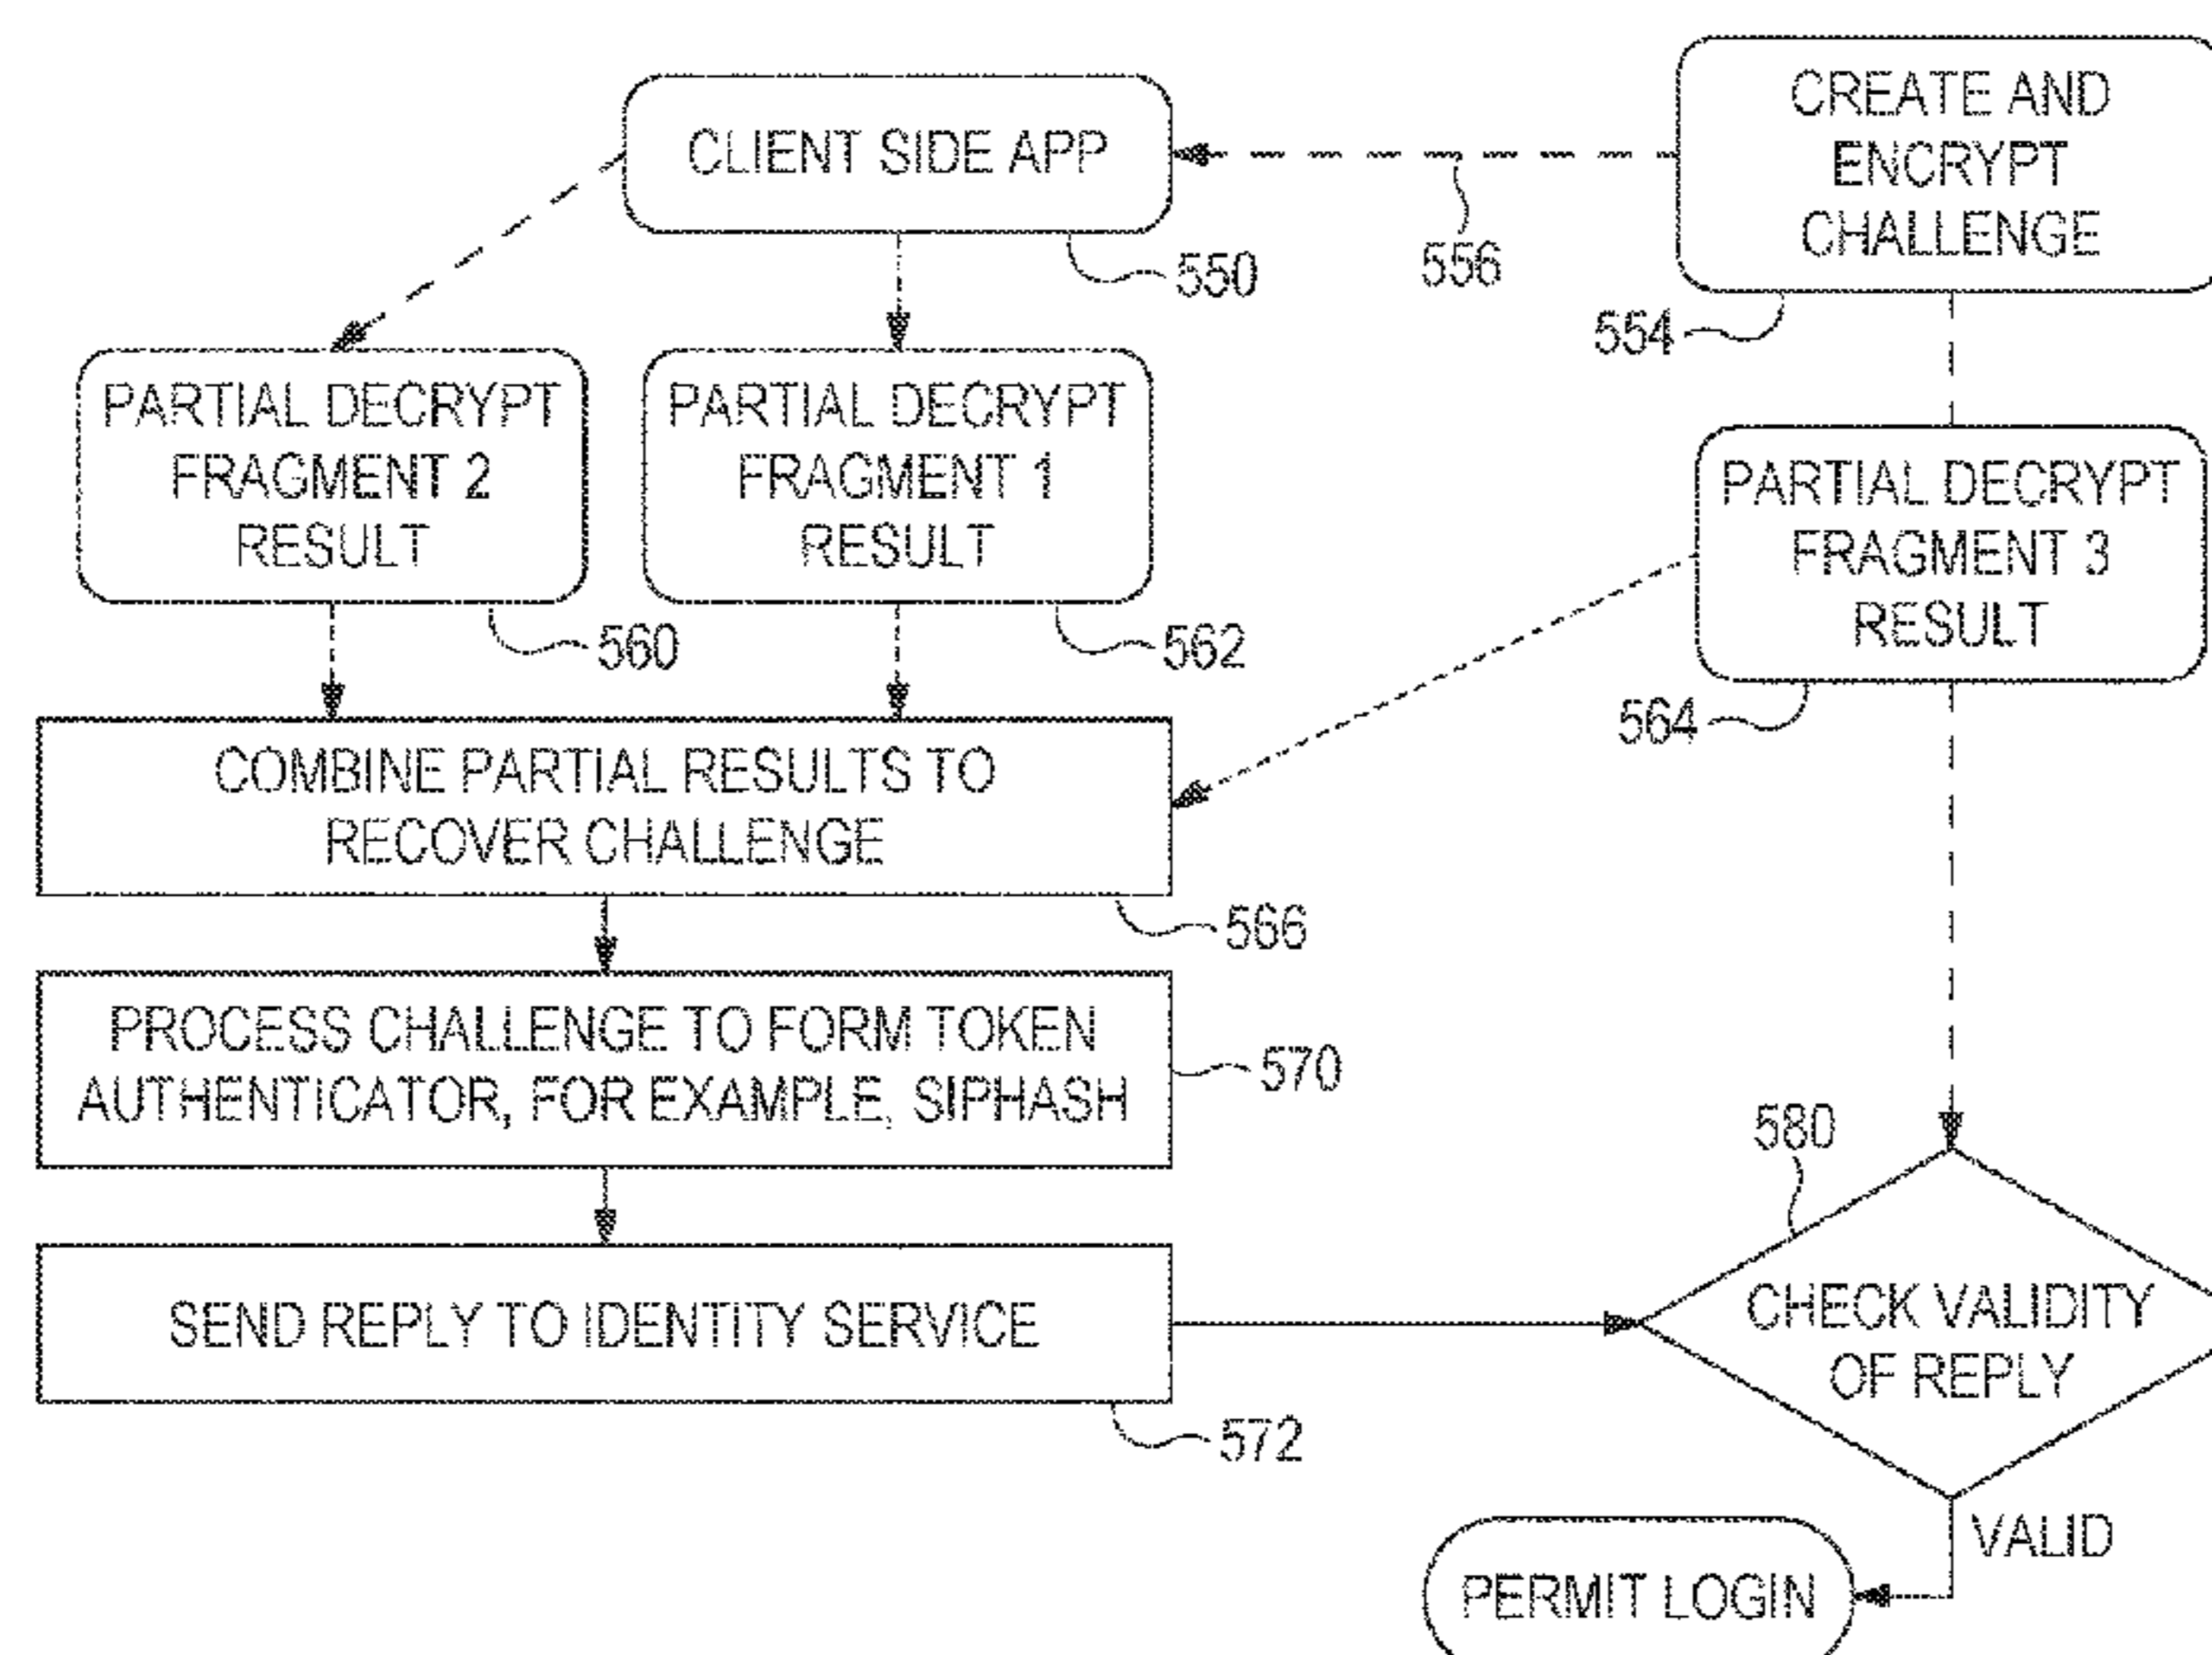 CREATE AND
ENCRYPT
CHALLENGE
CLIENT SIDE APP
550
556
554
PARTIAL DECRYPT
FRAGMENT 2
RESULT
PARTIAL DECRYPT
FRAGMENT 1
RESULT
PARTIAL DECRYPT
FRAGMENT 3
RESULT
560
562
564
COMBINE PARTIAL RESULTS TO
RECOVER CHALLENGE
566
PROCESS CHALLENGE TO FORM TOKEN
AUTHENTICATOR, FOR EXAMPLE, SIPHASH
570
580
SEND REPLY TO IDENTITY SERVICE
572
CHECK VALIDITY
OF REPLY
VALID
PERMIT LOGIN